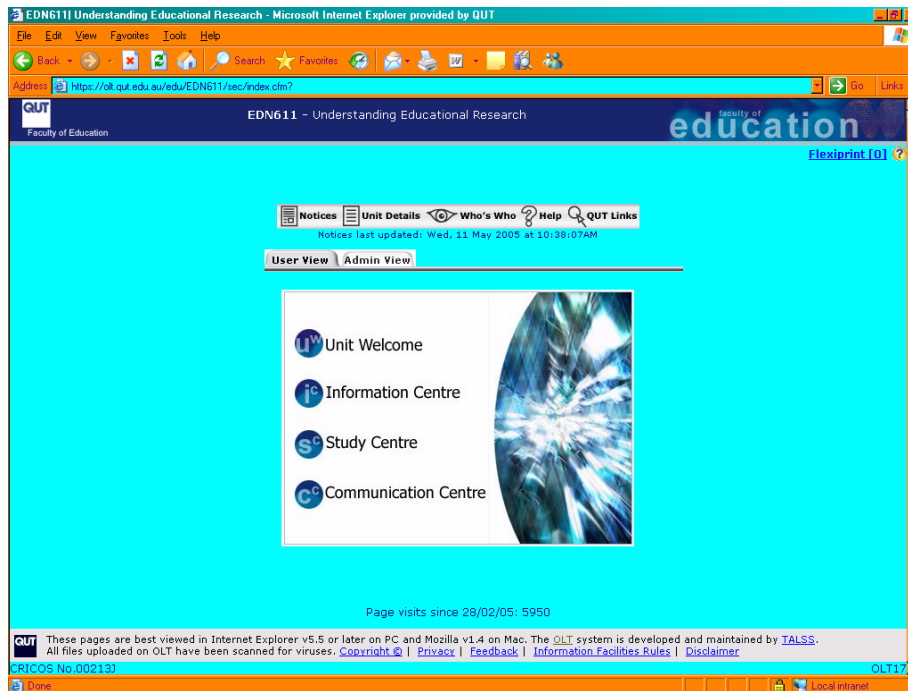 EDN611| Understanding Educational Research - Microsoft Internet Explorer provided by QUT
File Edit View Favorites Tools Help
Back Search Favorites
Address https://olt.qut.edu.au/edu/EDN611/sec/index.cfm? Go Links
QUT
Faculty of Education
EDN611 - Understanding Educational Research
faculty of
education
Flexiprint [0] ?
Notices Unit Details Who's Who Help QUT Links
Notices last updated: Wed, 11 May 2005 at 10:38:07AM
User View Admin View
uw Unit Welcome
ic Information Centre
sc Study Centre
cc Communication Centre
Page visits since 28/02/05: 5950
QUT These pages are best viewed in Internet Explorer v5.5 or later on PC and Mozilla v1.4 on Mac. The OLT system is developed and maintained by TALSS.
All files uploaded on OLT have been scanned for viruses. Copyright © | Privacy | Feedback | Information Facilities Rules | Disclaimer
CRICOS No.00213J OLT17
Done Local intranet